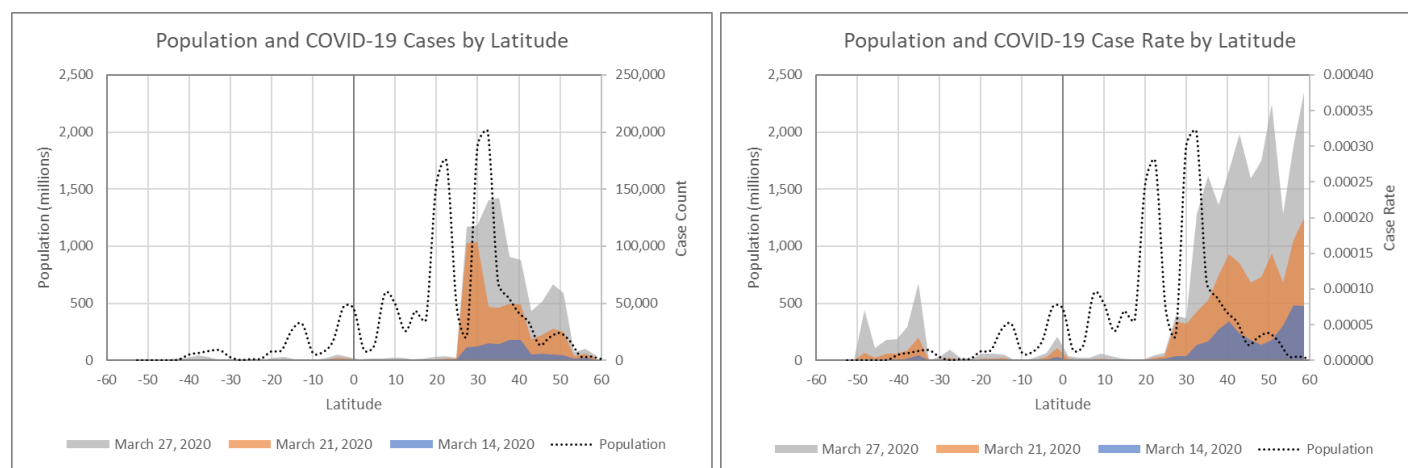 Population and COVID-19 Cases by Latitude
2,500
2,000
1,500
1,000
500
0
Population (millions)
250,000
200,000
150,000
100,000
50,000
0
Case Count
-60 -50 -40 -30 -20 -10 0 10 20 30 40 50 60
Latitude
March 27, 2020 March 21, 2020 March 14, 2020 Population
Population and COVID-19 Case Rate by Latitude
2,500
2,000
1,500
1,000
500
0
Population (millions)
0.00040
0.00035
0.00030
0.00025
0.00020
0.00015
0.00010
0.00005
0.00000
Case Rate
-60 -50 -40 -30 -20 -10 0 10 20 30 40 50 60
Latitude
March 27, 2020 March 21, 2020 March 14, 2020 Population